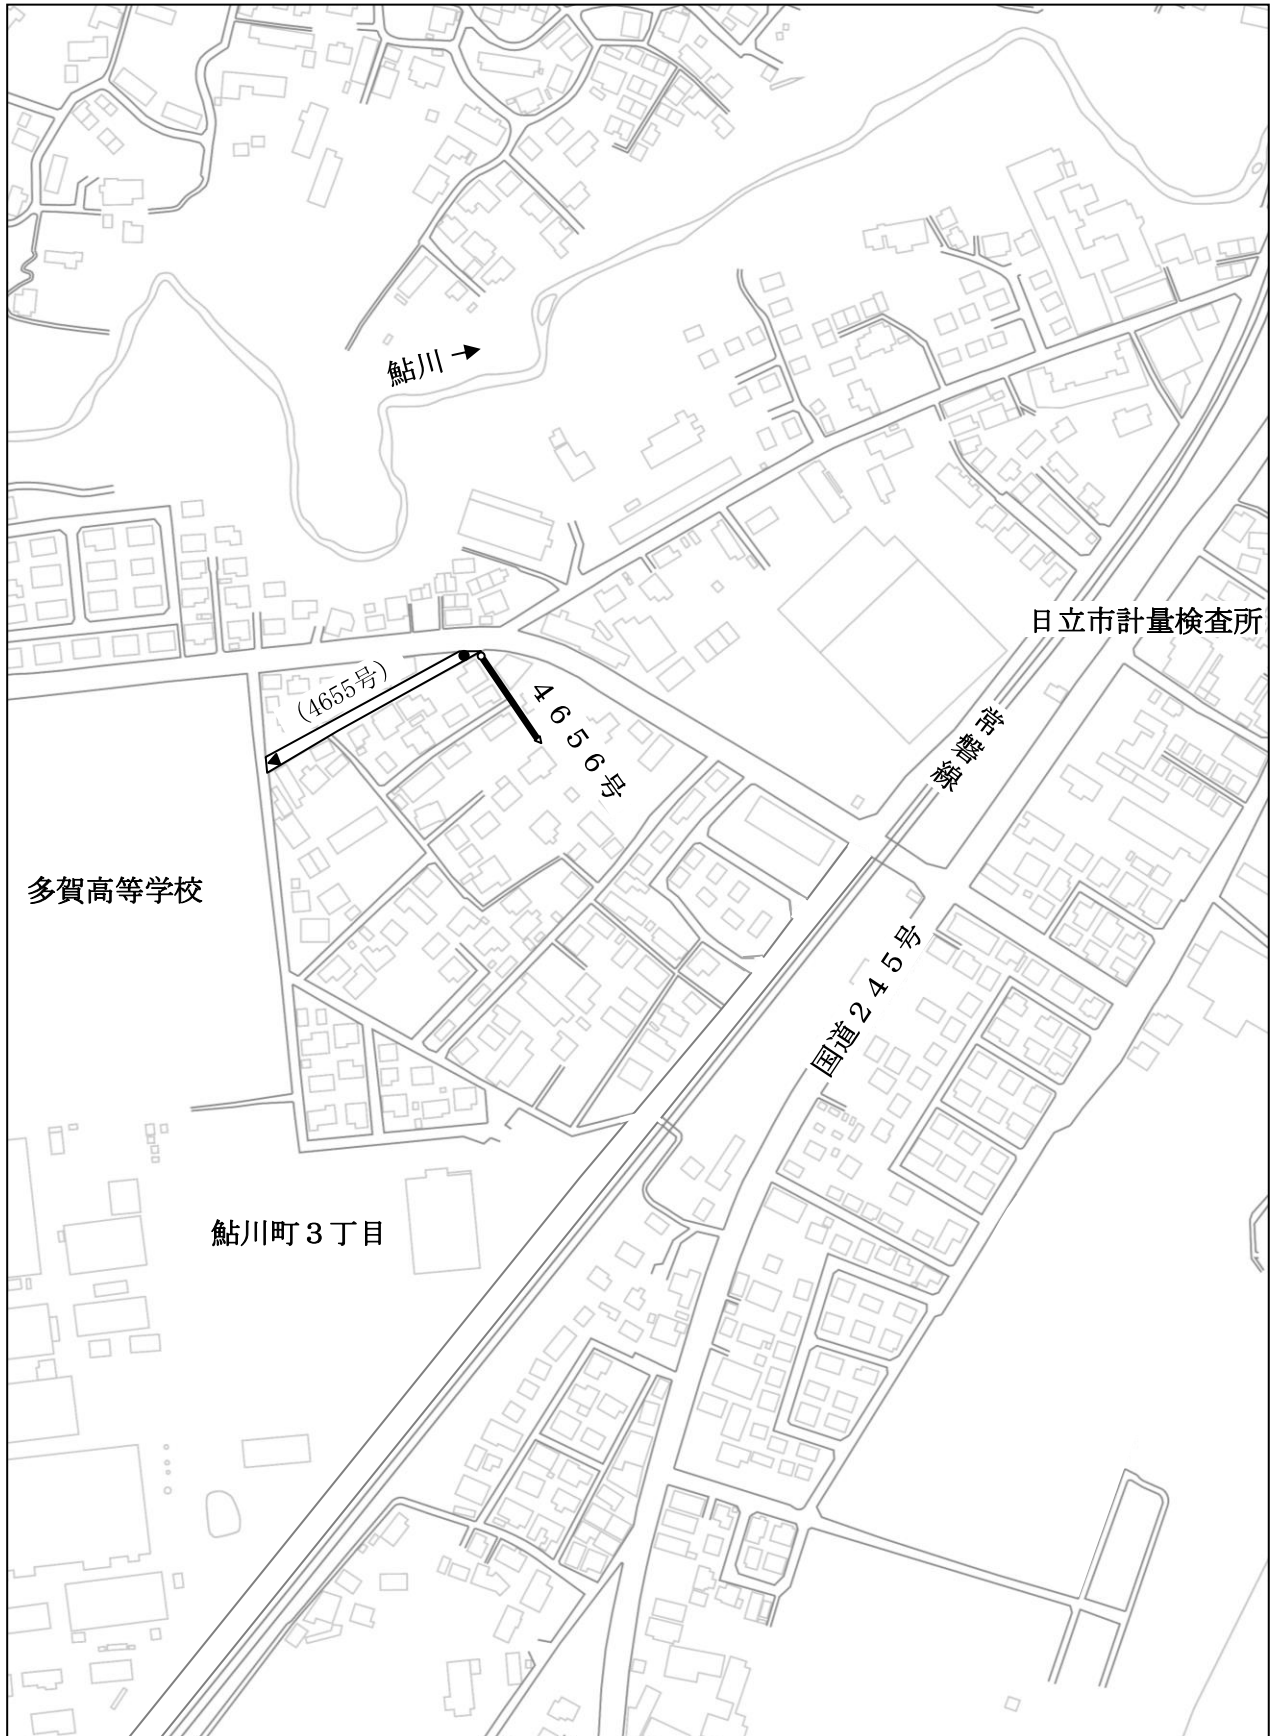 鮎川
日立市計量検査所
(4655号)
４６５６号
常磐線
多賀高等学校
国道２４５号
鮎川町３丁目